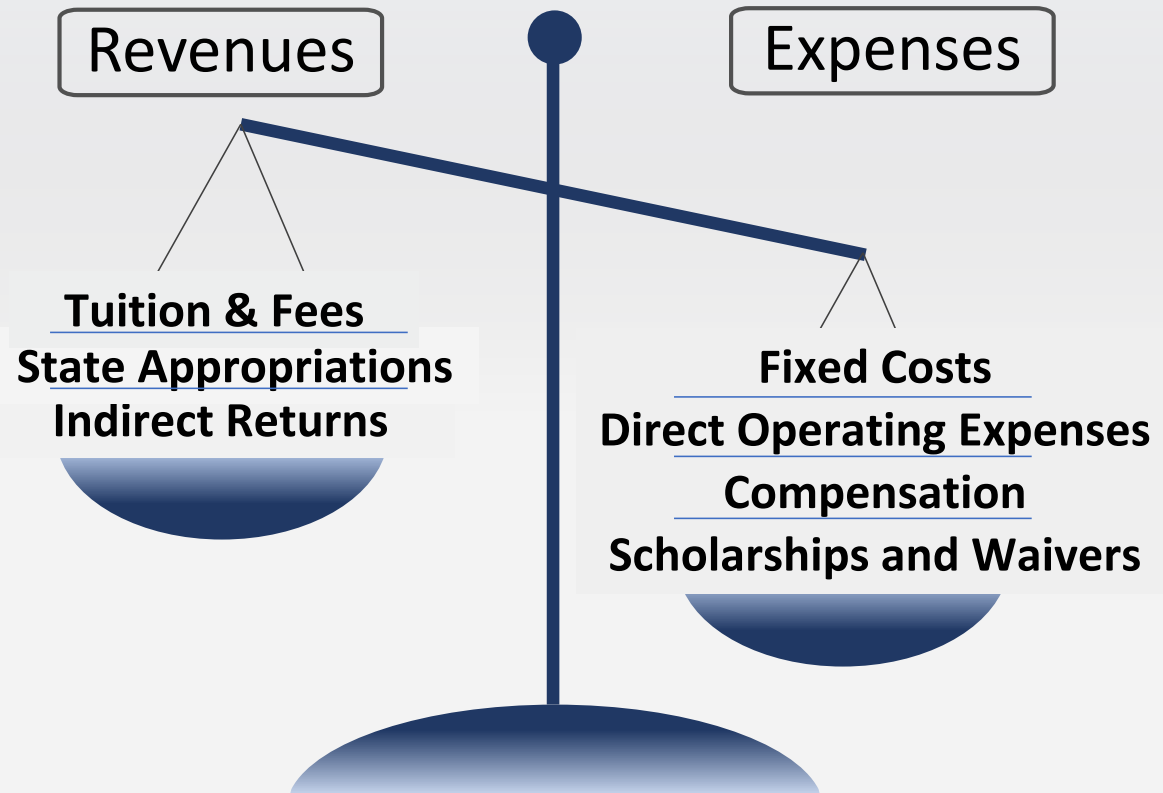 Revenues
Expenses
Tuition & Fees
State Appropriations
Indirect Returns
Fixed Costs
Direct Operating Expenses
Compensation
Scholarships and Waivers